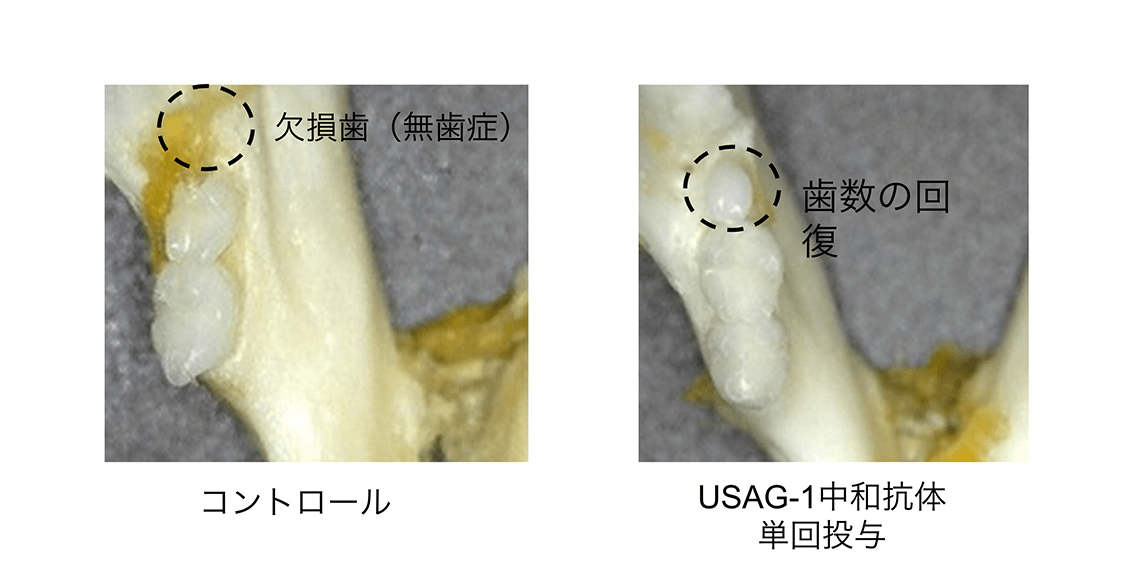 欠損歯（無歯症）
歯数の回
復
コントロール
USAG-1中和抗体
単回投与